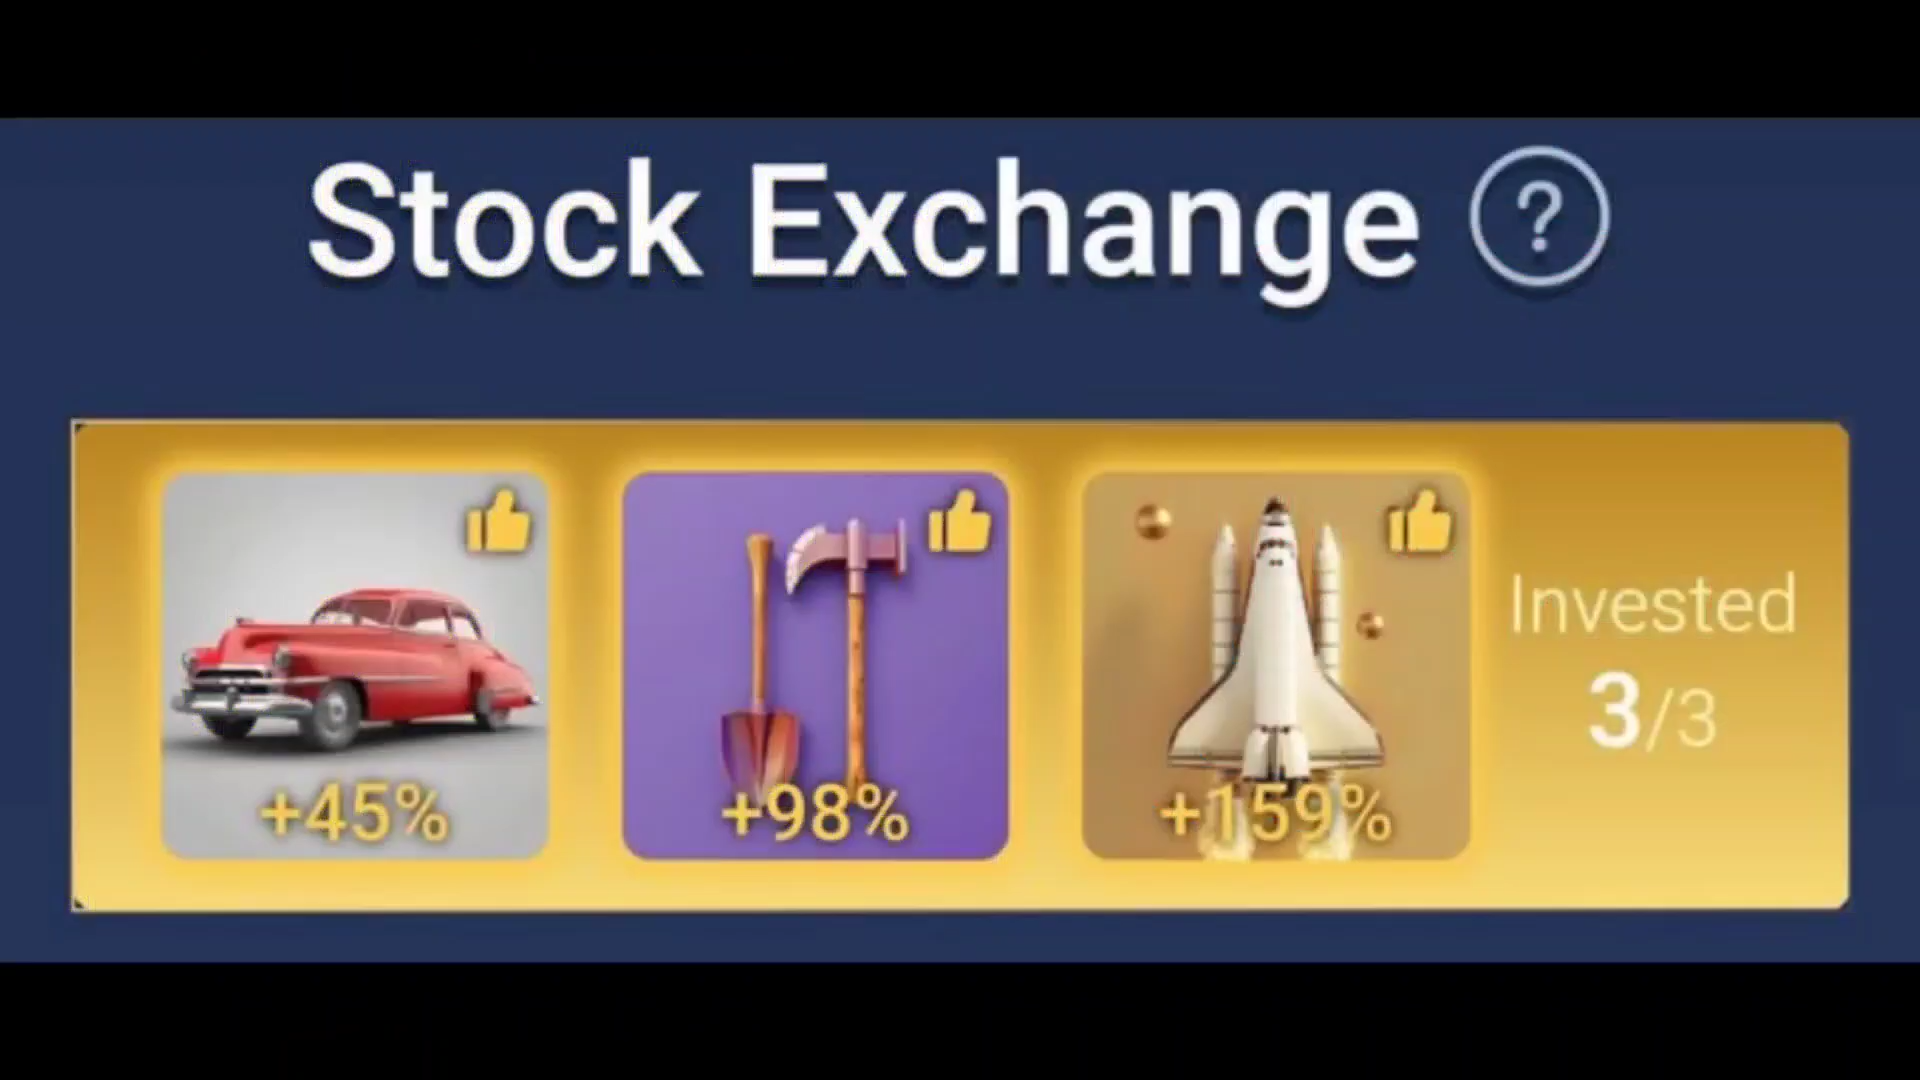 Stock Exchange ?
+45%
+98%
+159%
Invested
3/3